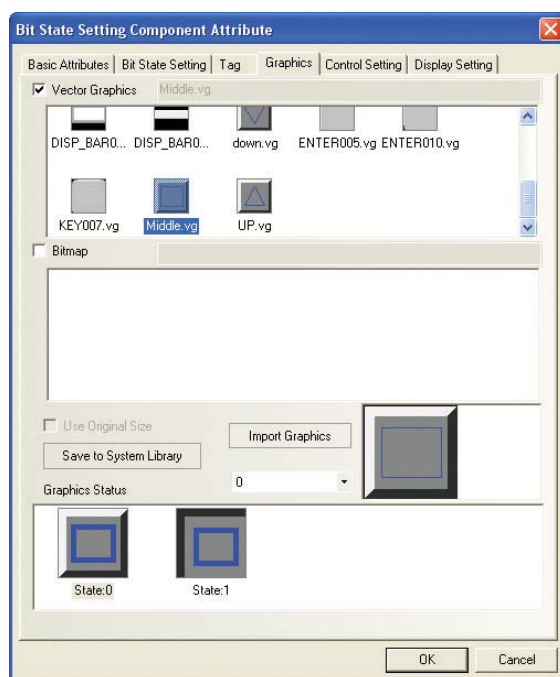 Bit State Setting Component Attribute
Basic Attributes Bit State Setting Tag Graphics Control Setting Display Setting
Vector Graphics Middle.vg
DISP_BAR0... DISP_BAR0... down.vg ENTER005.vg ENTER010.vg
KEY007.vg Middle.vg UP.vg
Bitmap
Use Original Size
Import Graphics
Save to System Library
0
Graphics Status
State:0 State:1
OK Cancel